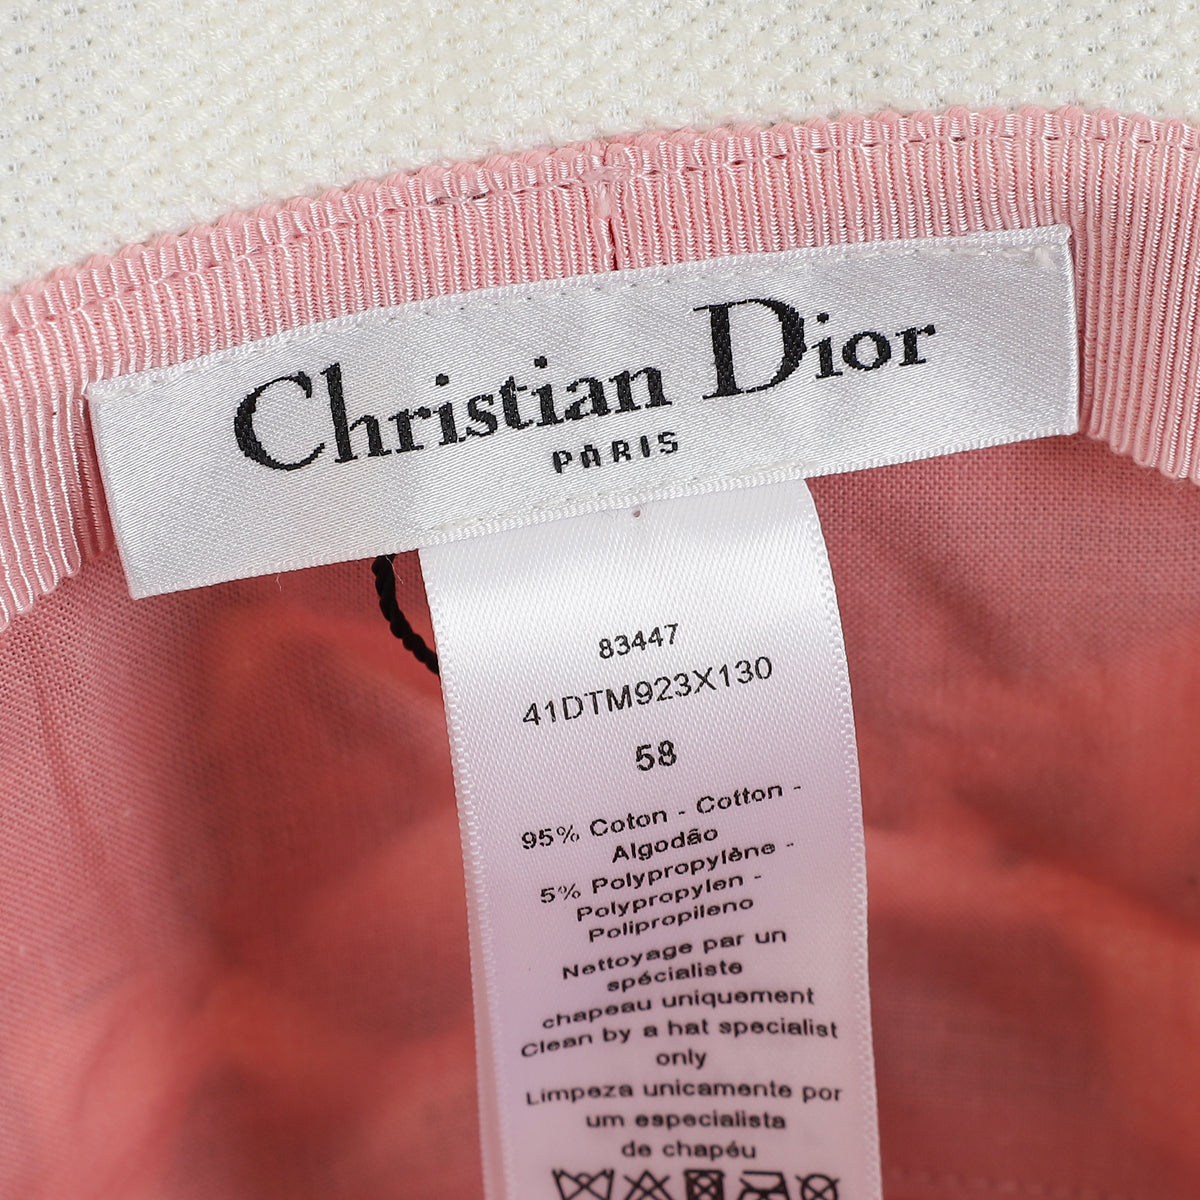 Christian Dior
PARIS
83447
41DTM923X130
58
95% Coton - Cotton -
Algodão
5% Polypropylène -
Polypropylen -
Polipropileno
Nettoyage par un
spécialiste
chapeau uniquement
Clean by a hat specialist
only
Limpeza unicamente por
um especialista
de chapéu